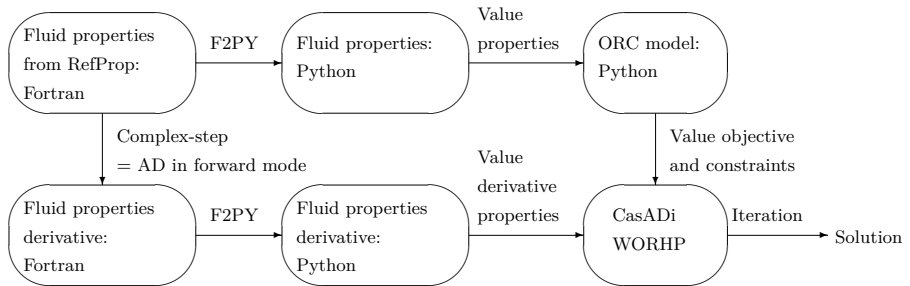 Fluid properties
from RefProp:
Fortran
F2PY
Fluid properties:
Python
Value
properties
ORC model:
Python
Complex-step
= AD in forward mode
Value objective
and constraints
Fluid properties
derivative:
Fortran
F2PY
Fluid properties
derivative:
Python
Value
derivative
properties
CasADi
WORHP
Iteration
Solution